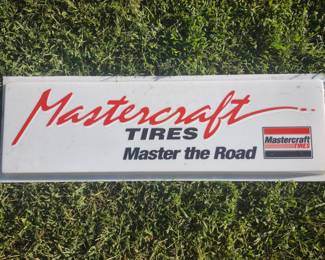 Mastercraft
TIRES
Master the Road
Mastercraft
TIRES